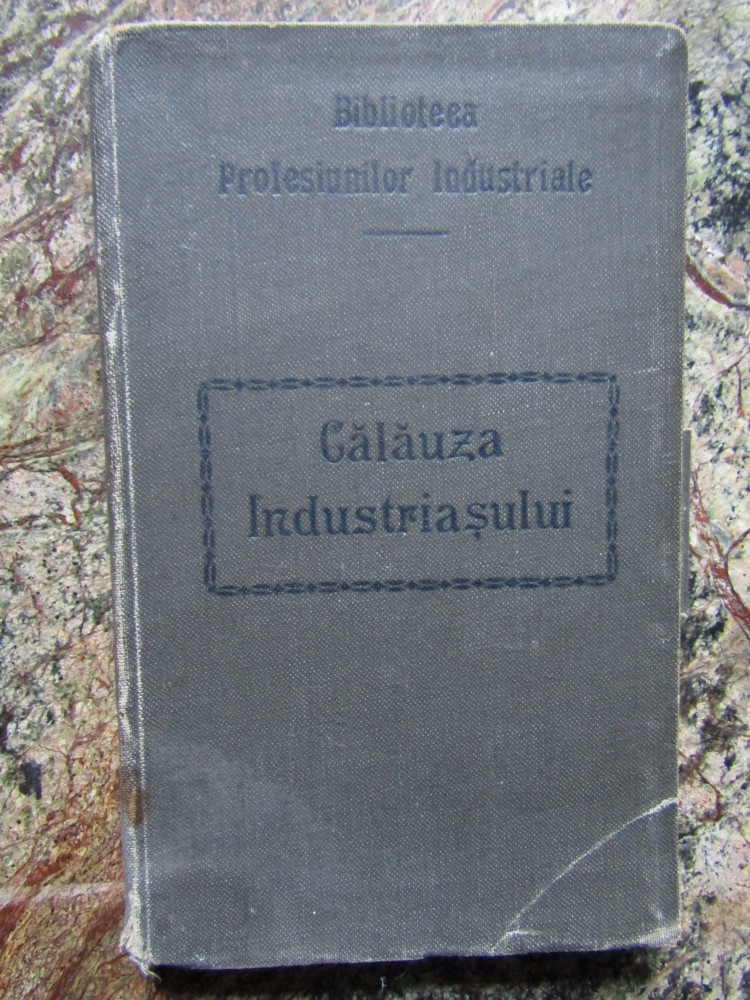 Biblioteca
Profesiunilor Industriale
Călăuza
Industriașului